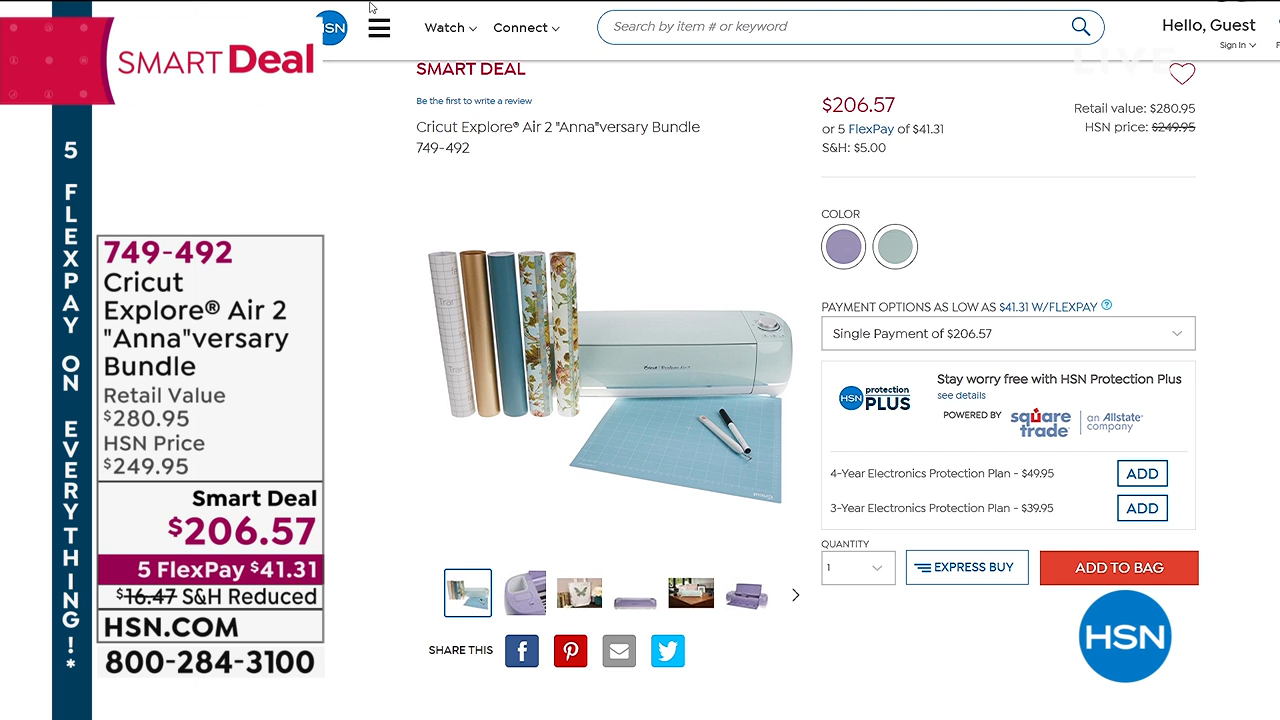 SMART Deal
5 FLEXPAY ON EVERYTHING!*
749-492
Cricut
Explore® Air 2
"Anna"versary
Bundle
Retail Value
$280.95
HSN Price
$249.95
Smart Deal
$206.57
5 FlexPay $41.31
$16.47 S&H Reduced
HSN.COM
800-284-3100
HSN
Watch
Connect
Search by item # or keyword
Hello, Guest
Sign In
LIVE
SMART DEAL
Be the first to write a review
Cricut Explore® Air 2 "Anna"versary Bundle
749-492
$206.57
or 5 FlexPay of $41.31
S&H: $5.00
Retail value: $280.95
HSN price: $249.95
COLOR
PAYMENT OPTIONS AS LOW AS $41.31 W/FLEXPAY ?
Single Payment of $206.57
HSN protection PLUS
Stay worry free with HSN Protection Plus
see details
POWERED BY square trade | an Allstate company
4-Year Electronics Protection Plan - $49.95
ADD
3-Year Electronics Protection Plan - $39.95
ADD
QUANTITY
1
EXPRESS BUY
ADD TO BAG
Cricut Explore Air 2
cricut
SHARE THIS
HSN